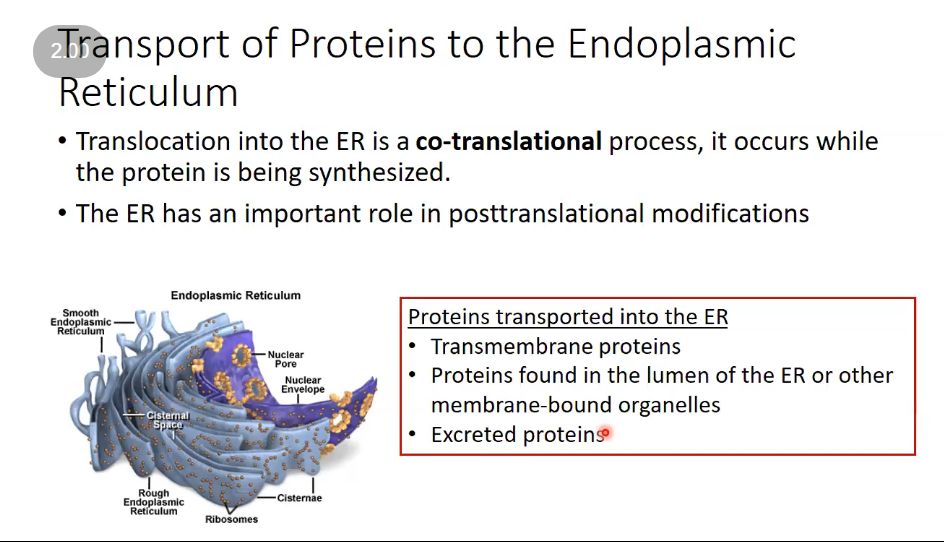 Transport of Proteins to the Endoplasmic
Reticulum
2.00
• Translocation into the ER is a co-translational process, it occurs while
the protein is being synthesized.
• The ER has an important role in posttranslational modifications
Endoplasmic Reticulum
Smooth
Endoplasmic
Reticulum
Nuclear
Pore
Nuclear
Envelope
Cisternal
Space
Rough
Endoplasmic
Reticulum
Ribosomes
Cisternae
Proteins transported into the ER
• Transmembrane proteins
• Proteins found in the lumen of the ER or other
membrane-bound organelles
• Excreted proteins